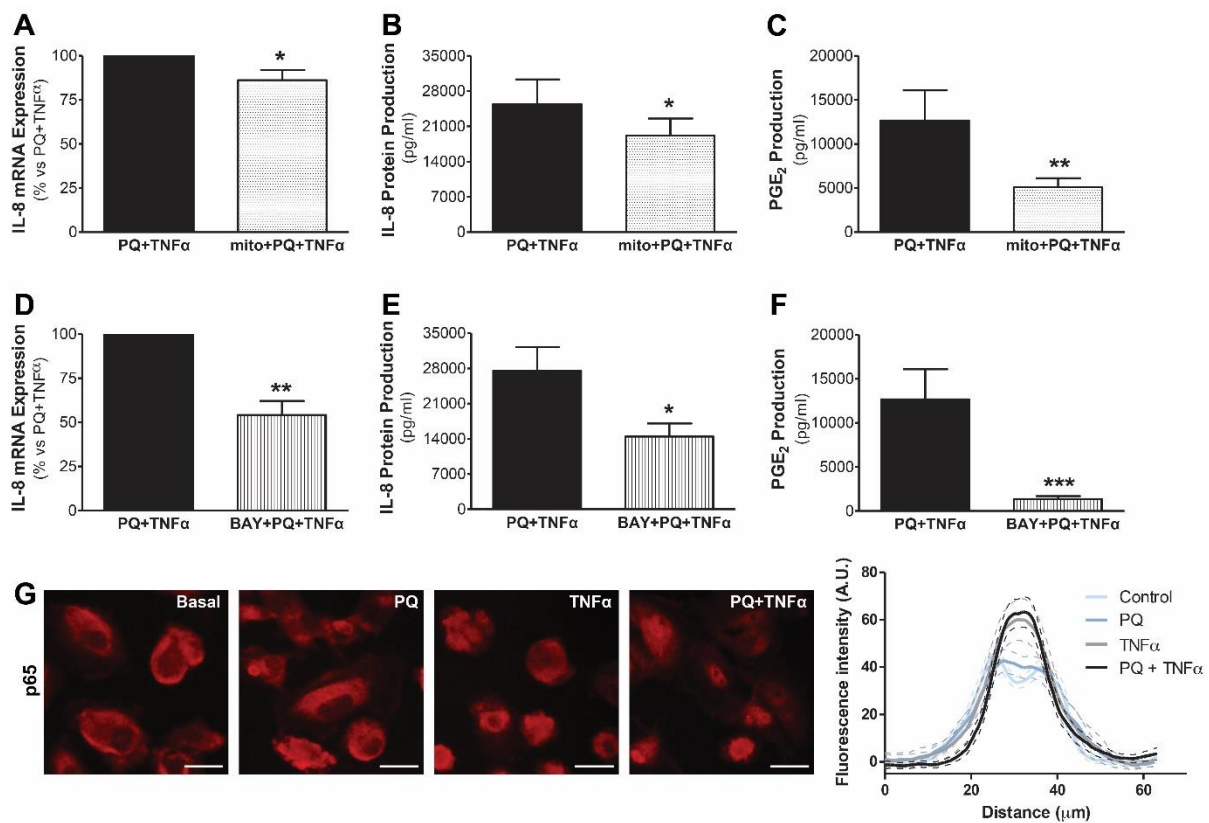 A
IL-8 mRNA Expression
(% vs PQ+TNFα)
100
75
50
25
0
PQ+TNFα
mito+PQ+TNFα
*
B
IL-8 Protein Production
(pg/ml)
35000
28000
21000
14000
7000
0
PQ+TNFα
mito+PQ+TNFα
*
C
PGE2 Production
(pg/ml)
20000
15000
10000
5000
0
PQ+TNFα
mito+PQ+TNFα
**
D
IL-8 mRNA Expression
(% vs PQ+TNFα)
100
75
50
25
0
PQ+TNFα
BAY+PQ+TNFα
**
E
IL-8 Protein Production
(pg/ml)
35000
28000
21000
14000
7000
0
PQ+TNFα
BAY+PQ+TNFα
*
F
PGE2 Production
(pg/ml)
20000
15000
10000
5000
0
PQ+TNFα
BAY+PQ+TNFα
***
G
p65
Basal
PQ
TNFα
PQ+TNFα
Fluorescence intensity (A.U.)
80
60
40
20
0
0
20
40
60
Distance (μm)
Control
PQ
TNFα
PQ + TNFα